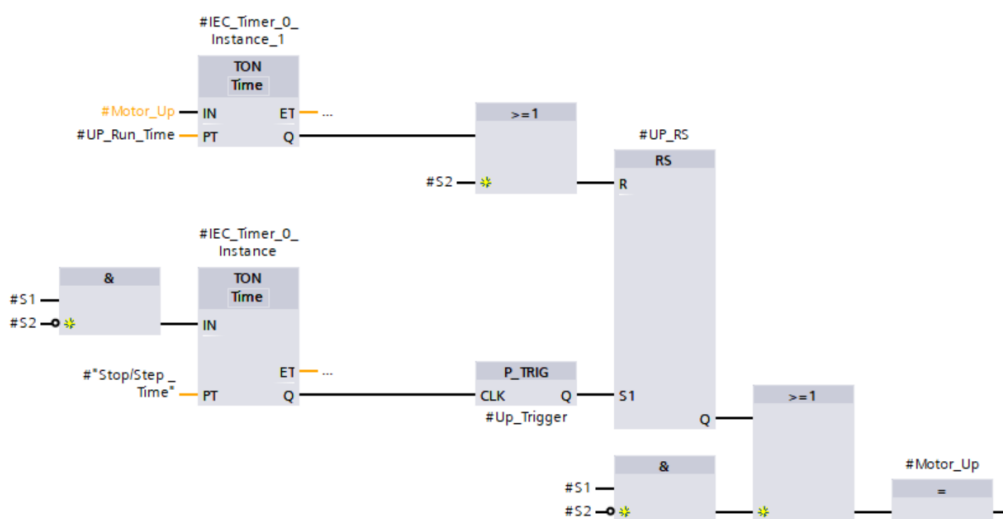 #IEC_Timer_0_
Instance_1
TON
Time
#Motor_Up IN ET ...
#UP_Run_Time PT Q
>=1
#S2
#UP_RS
RS
R
#IEC_Timer_0_
Instance
TON
Time
&
#S1
#S2
IN
ET ...
#"Stop/Step_
Time"
PT Q
P_TRIG
CLK Q
#Up_Trigger
S1
Q
>=1
&
#S1
#S2
#Motor_Up
=